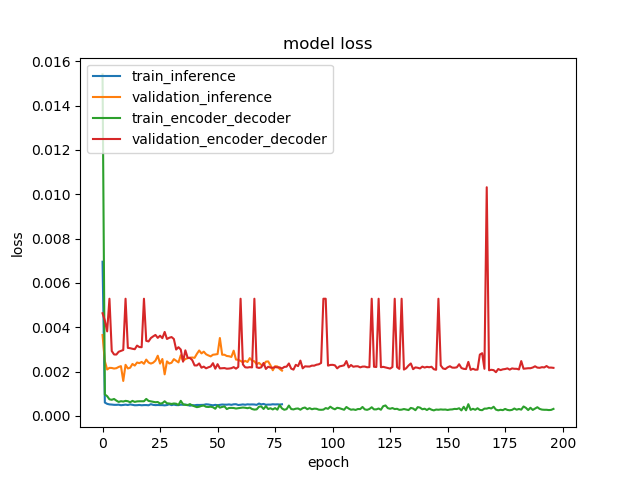 model loss
0.016
0.014
0.012
0.010
0.008
0.006
0.004
0.002
0.000
loss
train_inference
validation_inference
train_encoder_decoder
validation_encoder_decoder
0 25 50 75 100 125 150 175 200
epoch